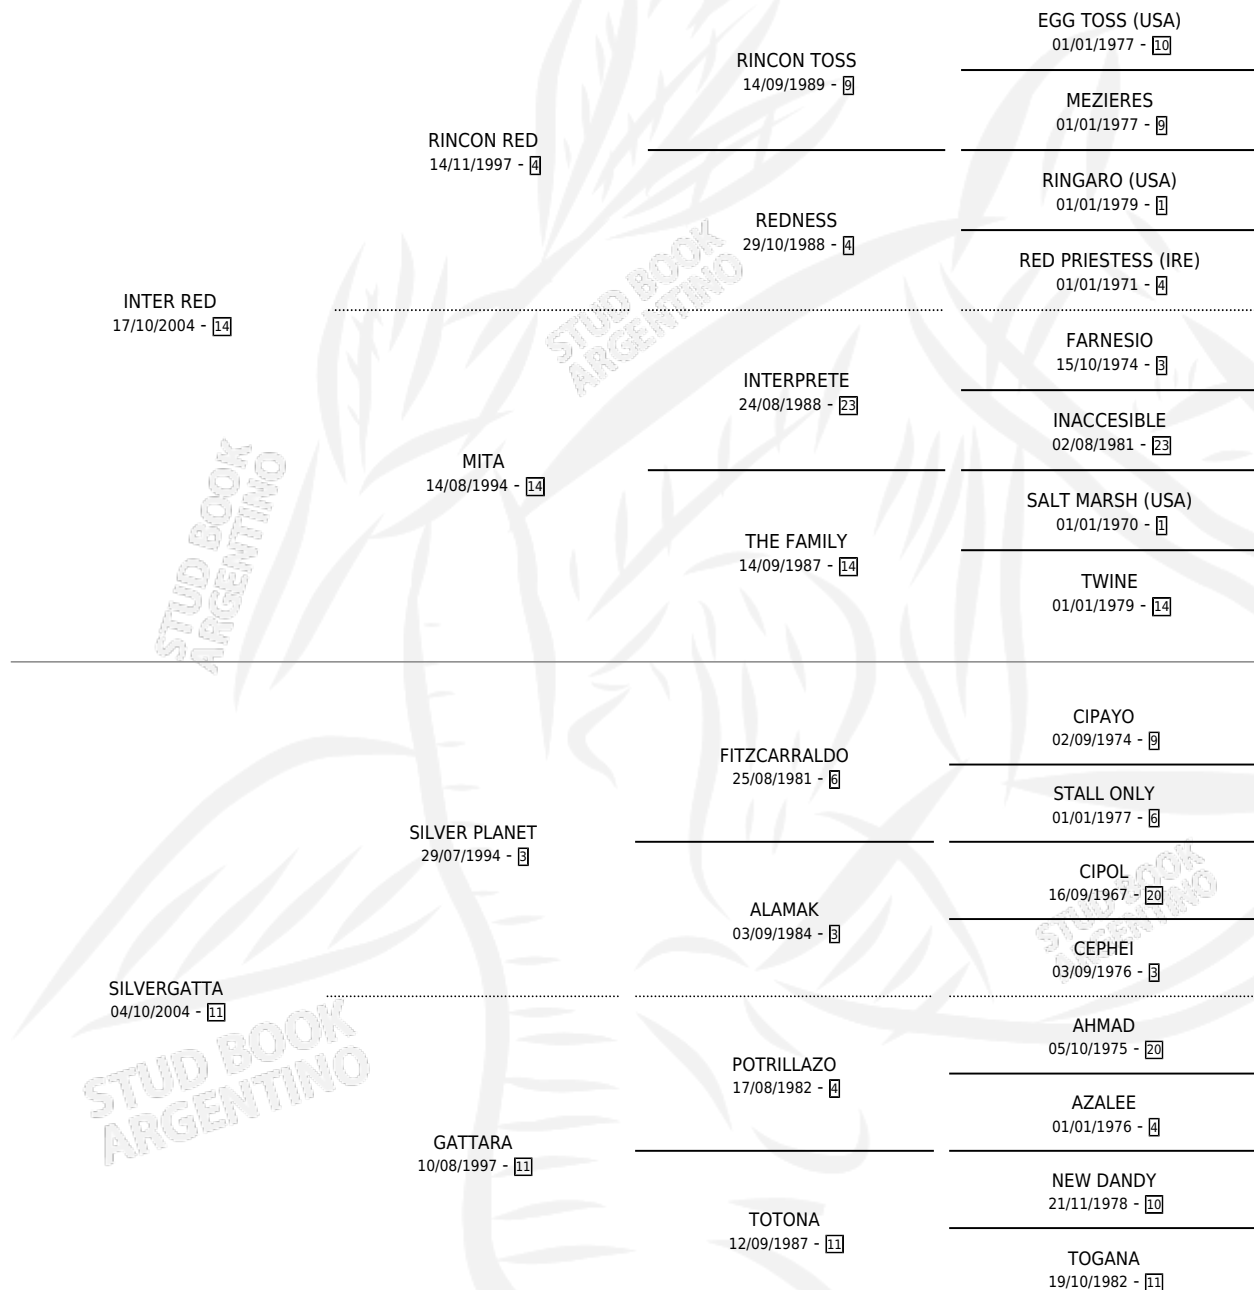 EGG TOSS (USA)
01/01/1977 - 10
RINCON TOSS
14/09/1989 - 9
MEZIERES
01/01/1977 - 9
RINCON RED
14/11/1997 - 4
RINGARO (USA)
01/01/1979 - 1
REDNESS
29/10/1988 - 4
RED PRIESTESS (IRE)
01/01/1971 - 4
INTER RED
17/10/2004 - 14
STUD BOOK
ARGENTINO
FARNESIO
15/10/1974 - 3
INTERPRETE
24/08/1988 - 23
INACCESIBLE
02/08/1981 - 23
MITA
14/08/1994 - 14
SALT MARSH (USA)
01/01/1970 - 1
THE FAMILY
14/09/1987 - 14
TWINE
01/01/1979 - 14
STUD BOOK
ARGENTINO
CIPAYO
02/09/1974 - 9
FITZCARRALDO
25/08/1981 - 6
STALL ONLY
01/01/1977 - 6
SILVER PLANET
29/07/1994 - 3
CIPOL
16/09/1967 - 20
ALAMAK
03/09/1984 - 3
CEPHEI
03/09/1976 - 3
STUD BOOK
ARGENTINO
SILVERGATTA
04/10/2004 - 11
AHMAD
05/10/1975 - 20
POTRILLAZO
17/08/1982 - 4
AZALEE
01/01/1976 - 4
STUD BOOK
ARGENTINO
GATTARA
10/08/1997 - 11
NEW DANDY
21/11/1978 - 10
TOTONA
12/09/1987 - 11
TOGANA
19/10/1982 - 11